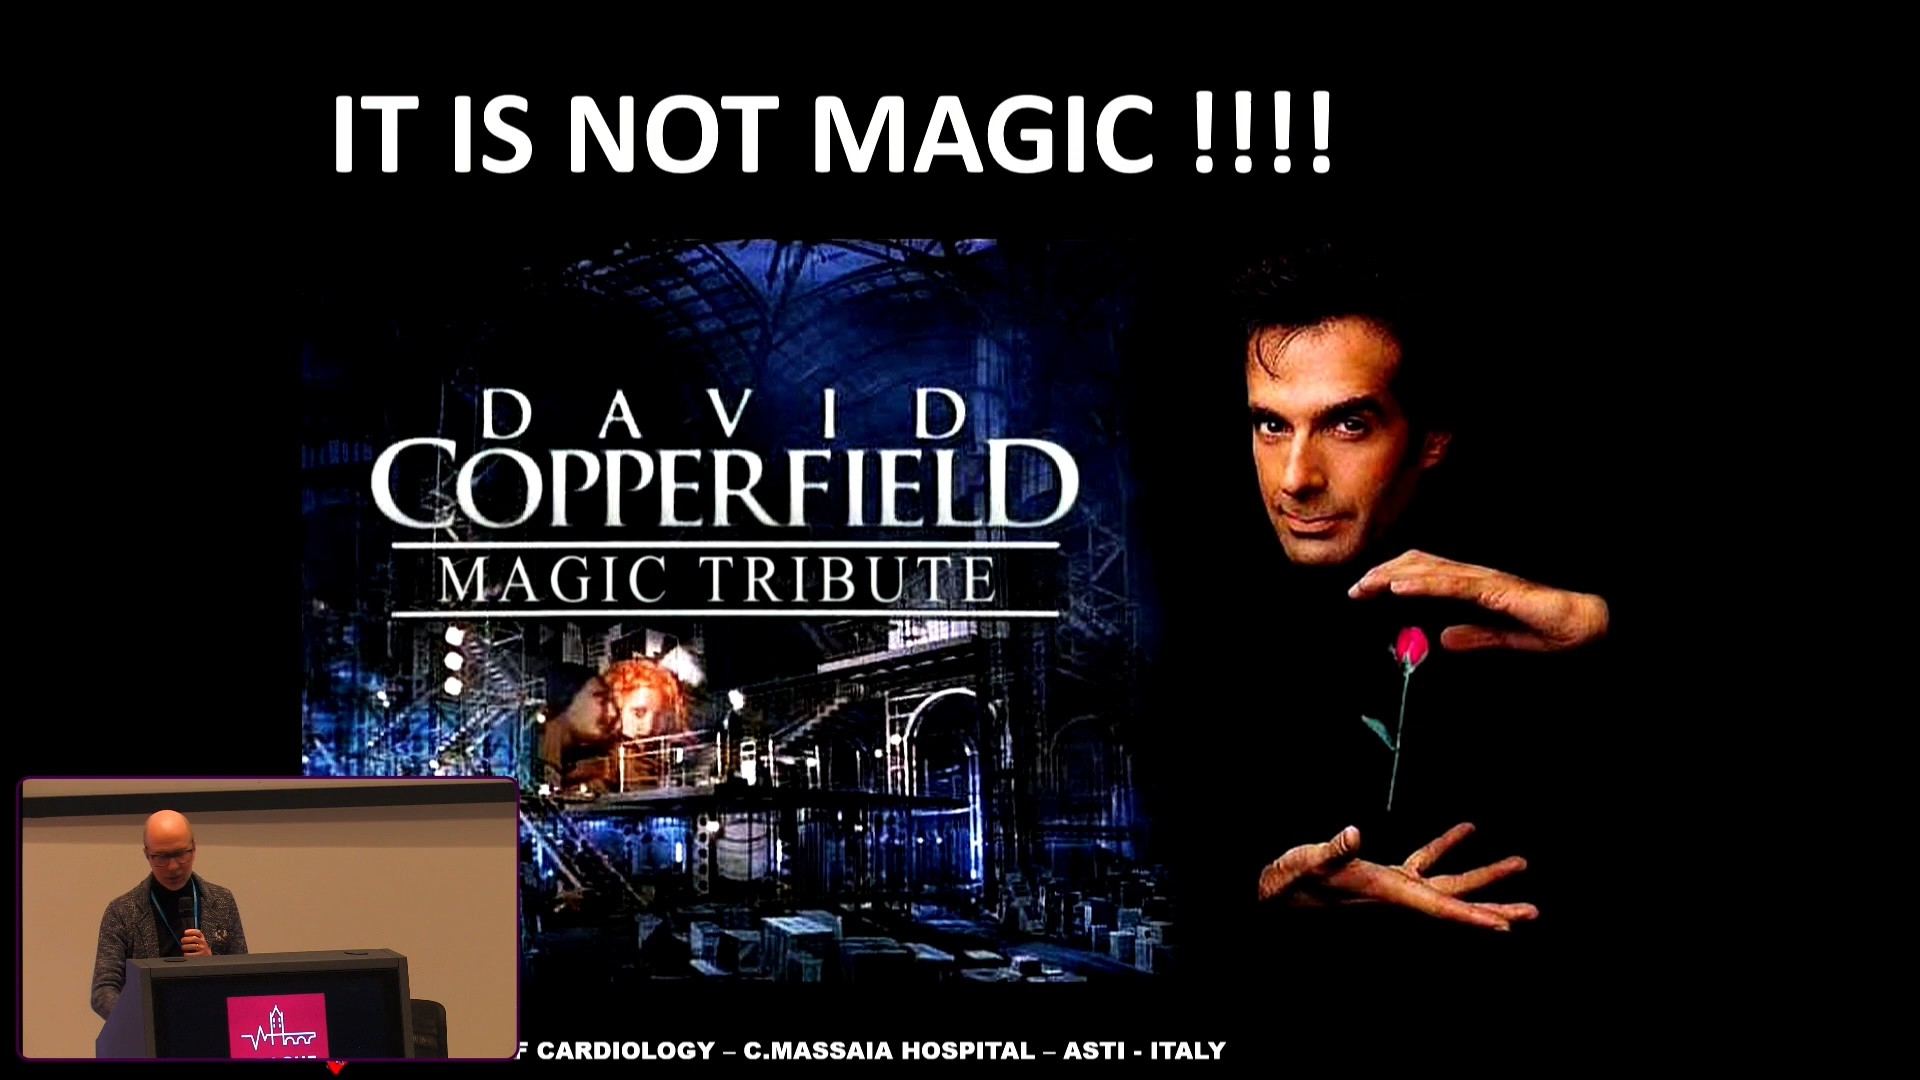 IT IS NOT MAGIC !!!!
DAVID
COPPERFIELD
MAGIC TRIBUTE
CARDIOLOGY – C.MASSAIA HOSPITAL – ASTI - ITALY